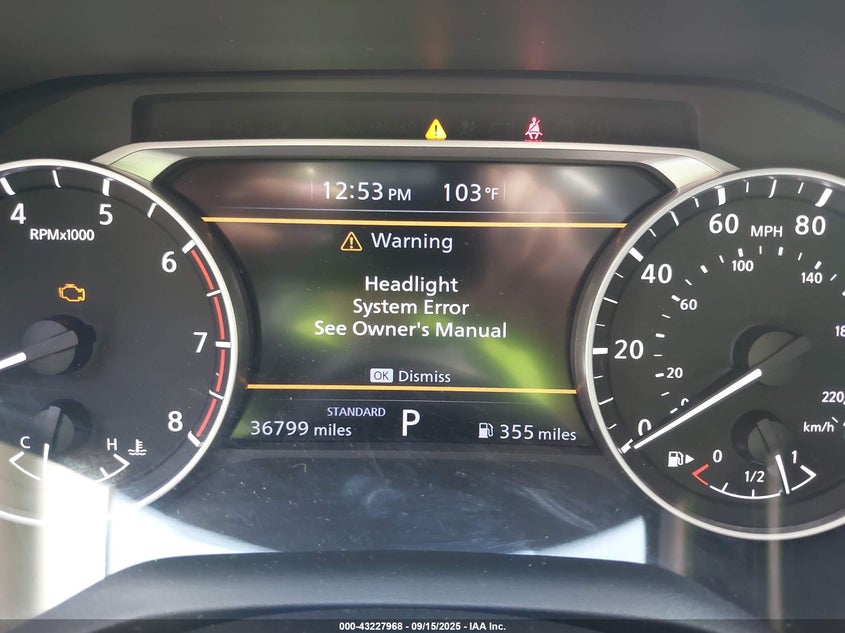 12:53 PM 103°F
Warning
Headlight
System Error
See Owner's Manual
OK Dismiss
STANDARD
36799 miles P 355 miles
4 5 6 7 8
RPMx1000
C H
0 20 40 60 80
MPH
20 60 100 140 220
km/h
0 1/2 1
000-43227968 - 09/15/2025 - IAA Inc.